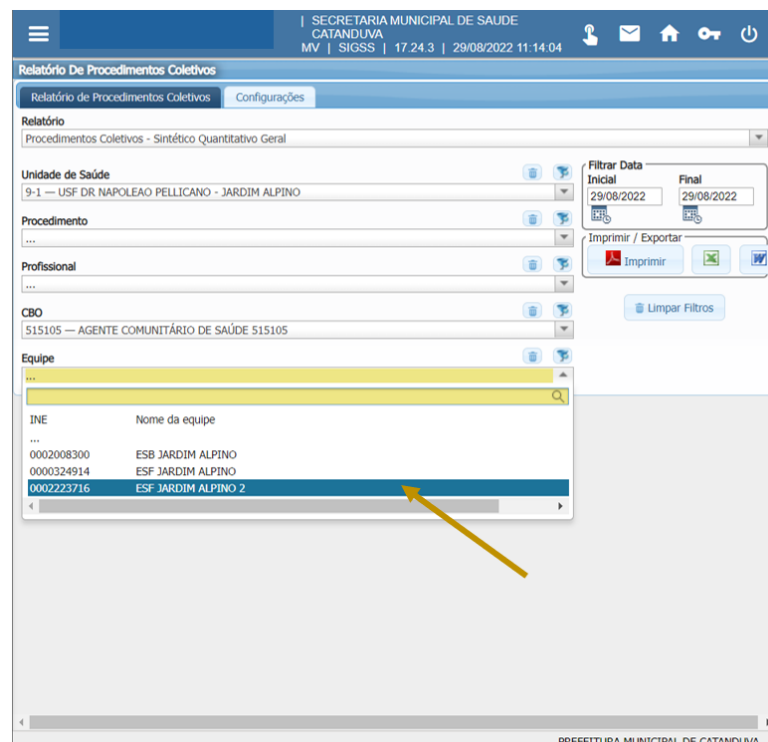 | SECRETARIA MUNICIPAL DE SAUDE
CATANDUVA
MV | SIGSS | 17.24.3 | 29/08/2022 11:14:04
Relatório De Procedimentos Coletivos
Relatório de Procedimentos Coletivos Configurações
Relatório
Procedimentos Coletivos - Sintético Quantitativo Geral
Unidade de Saúde
9-1 — USF DR NAPOLEAO PELLICANO - JARDIM ALPINO
Filtrar Data
Inicial Final
29/08/2022 29/08/2022
Procedimento
...
Imprimir / Exportar
Imprimir
Profissional
...
Limpar Filtros
CBO
515105 — AGENTE COMUNITÁRIO DE SAÚDE 515105
Equipe
...
INE Nome da equipe
...
0002008300 ESB JARDIM ALPINO
0000324914 ESF JARDIM ALPINO
0002223716 ESF JARDIM ALPINO 2
PREFEITURA MUNICIPAL DE CATANDUVA